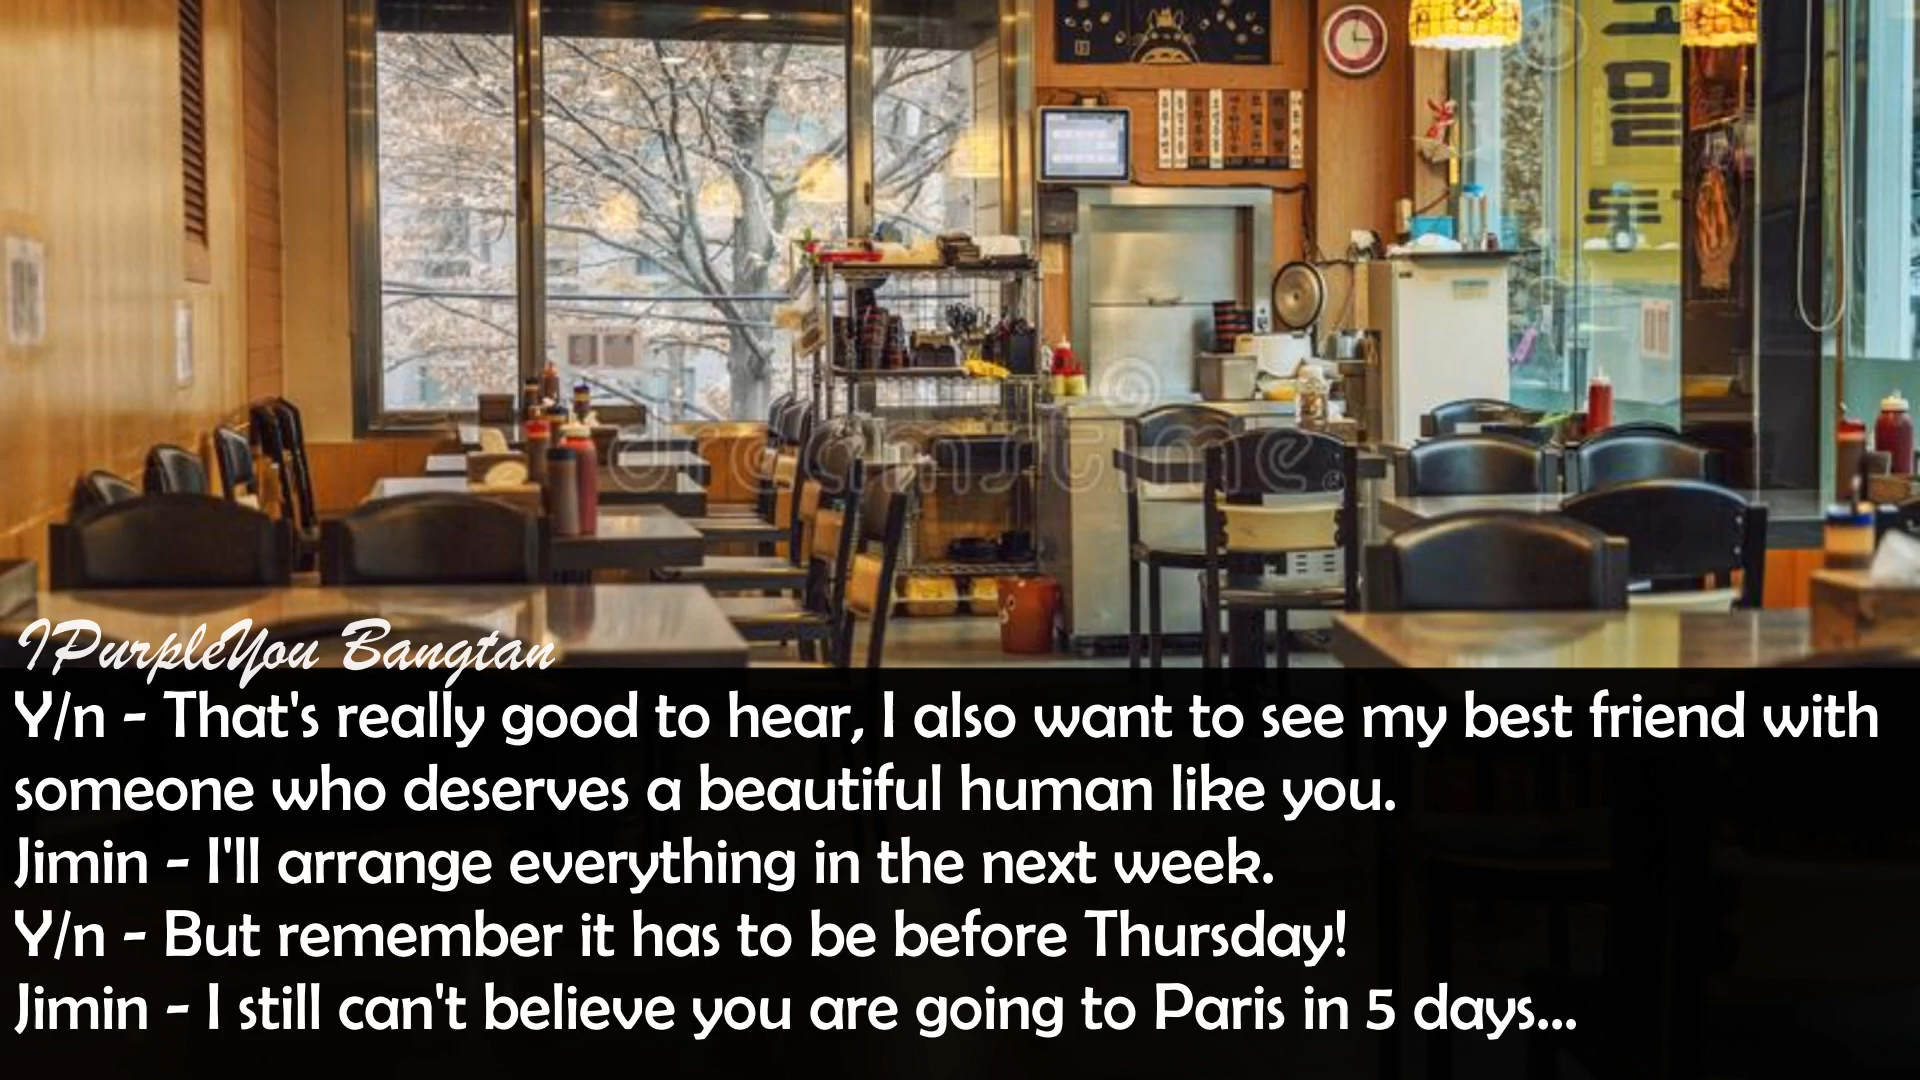 dreamstime.
IPurpleYou Bangtan
Y/n - That's really good to hear, I also want to see my best friend with
someone who deserves a beautiful human like you.
Jimin - I'll arrange everything in the next week.
Y/n - But remember it has to be before Thursday!
Jimin - I still can't believe you are going to Paris in 5 days...